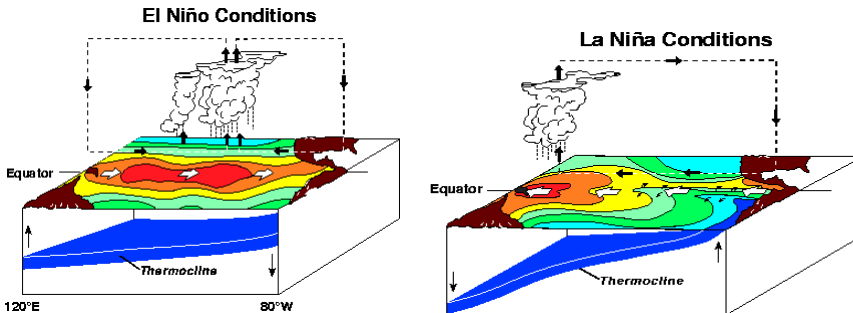 El Niño Conditions
Equator
Thermocline
120°E
80°W
La Niña Conditions
Equator
Thermocline